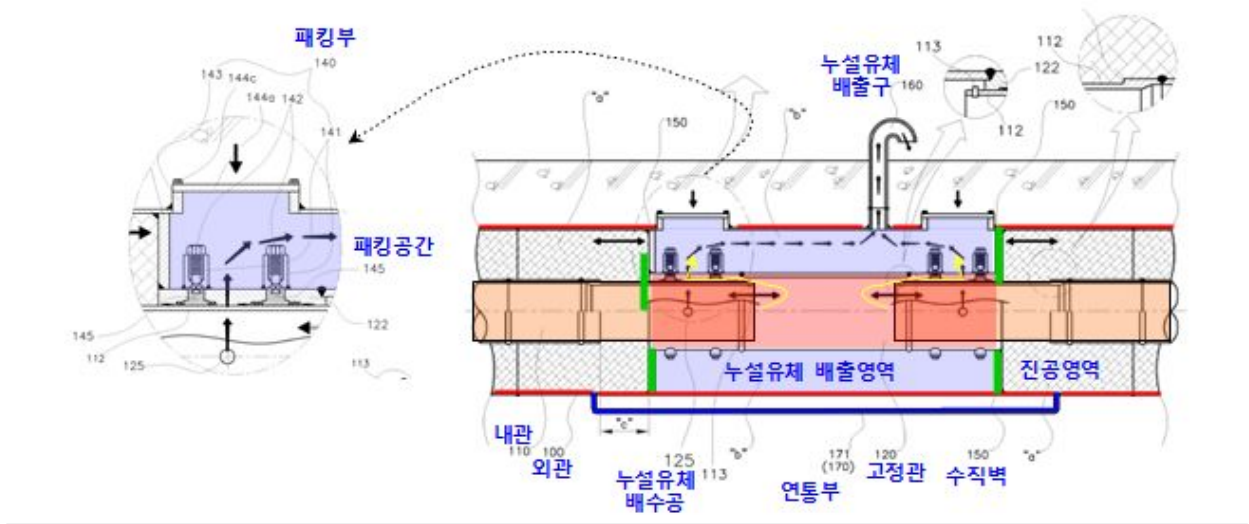 패킹부
143 144c
140
144a 142
141
패킹공간
145
145
112
125
122
113
누설유체
배출구
160
113
122
112
112
150
"a"
150
"b"
누설유체 배출영역
진공영역
"c"
내관
110
외관
100
누설유체
배수공
125
113
"b"
171
(170)
연통부
120
고정관
150
수직벽
"a"